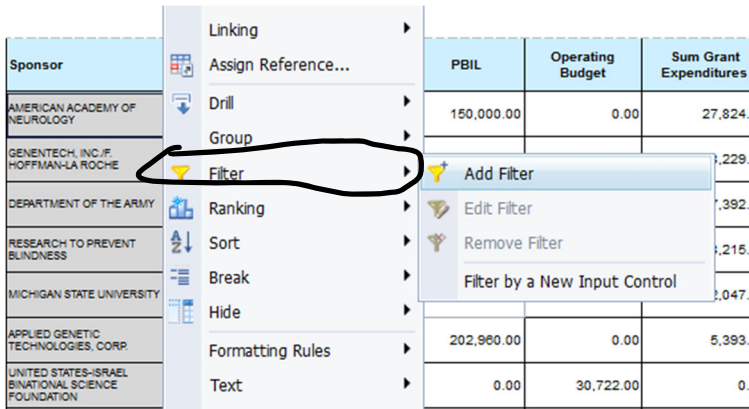 Linking
Sponsor
Assign Reference...
PBIL
Operating
Budget
Sum Grant
Expenditures
AMERICAN ACADEMY OF
NEUROLOGY
Drill
150,000.00
0.00
27,824.
Group
GENENTECH, INC./F.
HOFFMAN-LA ROCHE
Filter
Add Filter
,229.
DEPARTMENT OF THE ARMY
Ranking
Edit Filter
,392.
RESEARCH TO PREVENT
BLINDNESS
Sort
Remove Filter
,215.
Break
Filter by a New Input Control
MICHIGAN STATE UNIVERSITY
Hide
,047.
APPLIED GENETIC
TECHNOLOGIES, CORP.
Formatting Rules
202,960.00
0.00
5,393.
UNITED STATES-ISRAEL
BINATIONAL SCIENCE
FOUNDATION
Text
0.00
30,722.00
0.